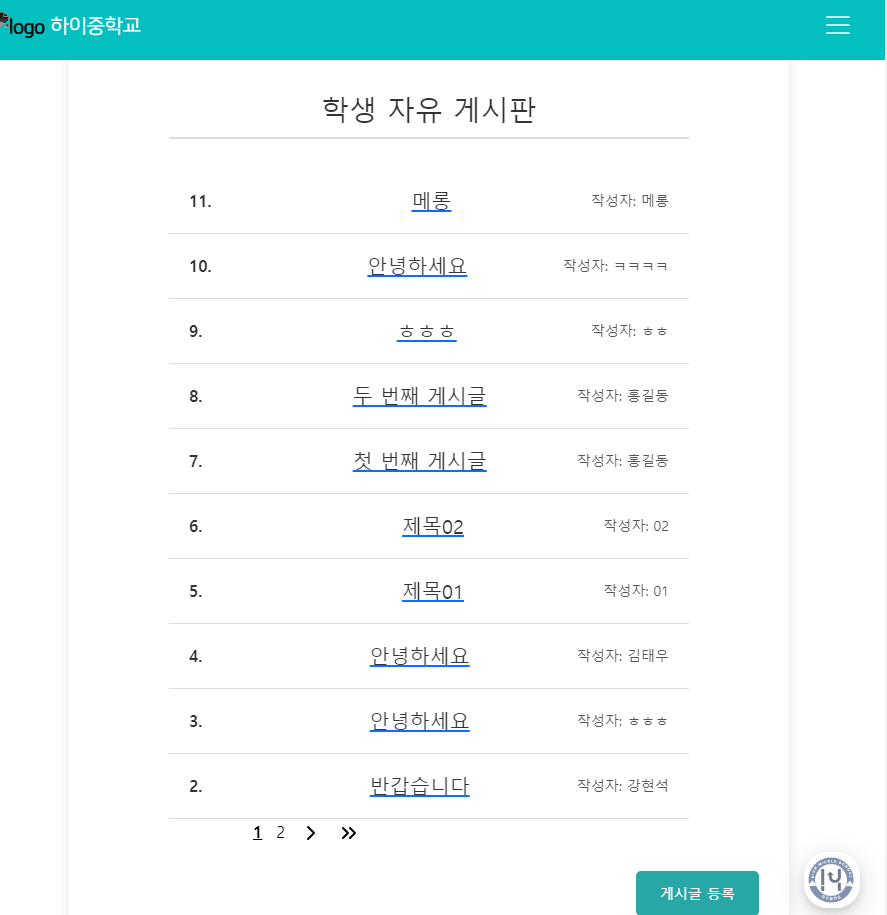 logo 하이중학교
학생 자유 게시판
11. 메롱 작성자: 메롱
10. 안녕하세요 작성자: ㅋㅋㅋㅋ
9. ㅎㅎㅎ 작성자: ㅎㅎ
8. 두 번째 게시글 작성자: 홍길동
7. 첫 번째 게시글 작성자: 홍길동
6. 제목02 작성자: 02
5. 제목01 작성자: 01
4. 안녕하세요 작성자: 김태우
3. 안녕하세요 작성자: ㅎㅎㅎ
2. 반갑습니다 작성자: 강현석
1 2
게시글 등록